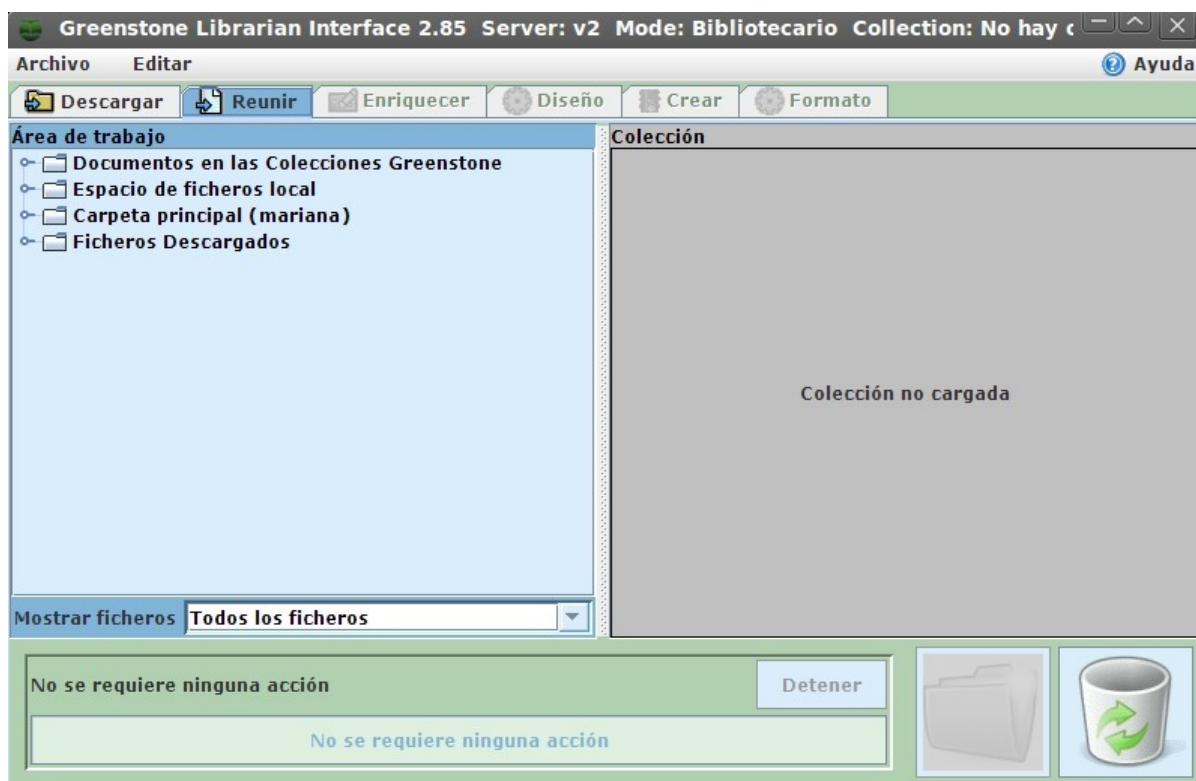 Greenstone Librarian Interface 2.85 Server: v2 Mode: Bibliotecario Collection: No hay c
Archivo Editar Ayuda
Descargar Reunir Enriquecer Diseño Crear Formato
Área de trabajo
Documentos en las Colecciones Greenstone
Espacio de ficheros local
Carpeta principal (mariana)
Ficheros Descargados
Mostrar ficheros Todos los ficheros
Colección
Colección no cargada
No se requiere ninguna acción Detener
No se requiere ninguna acción